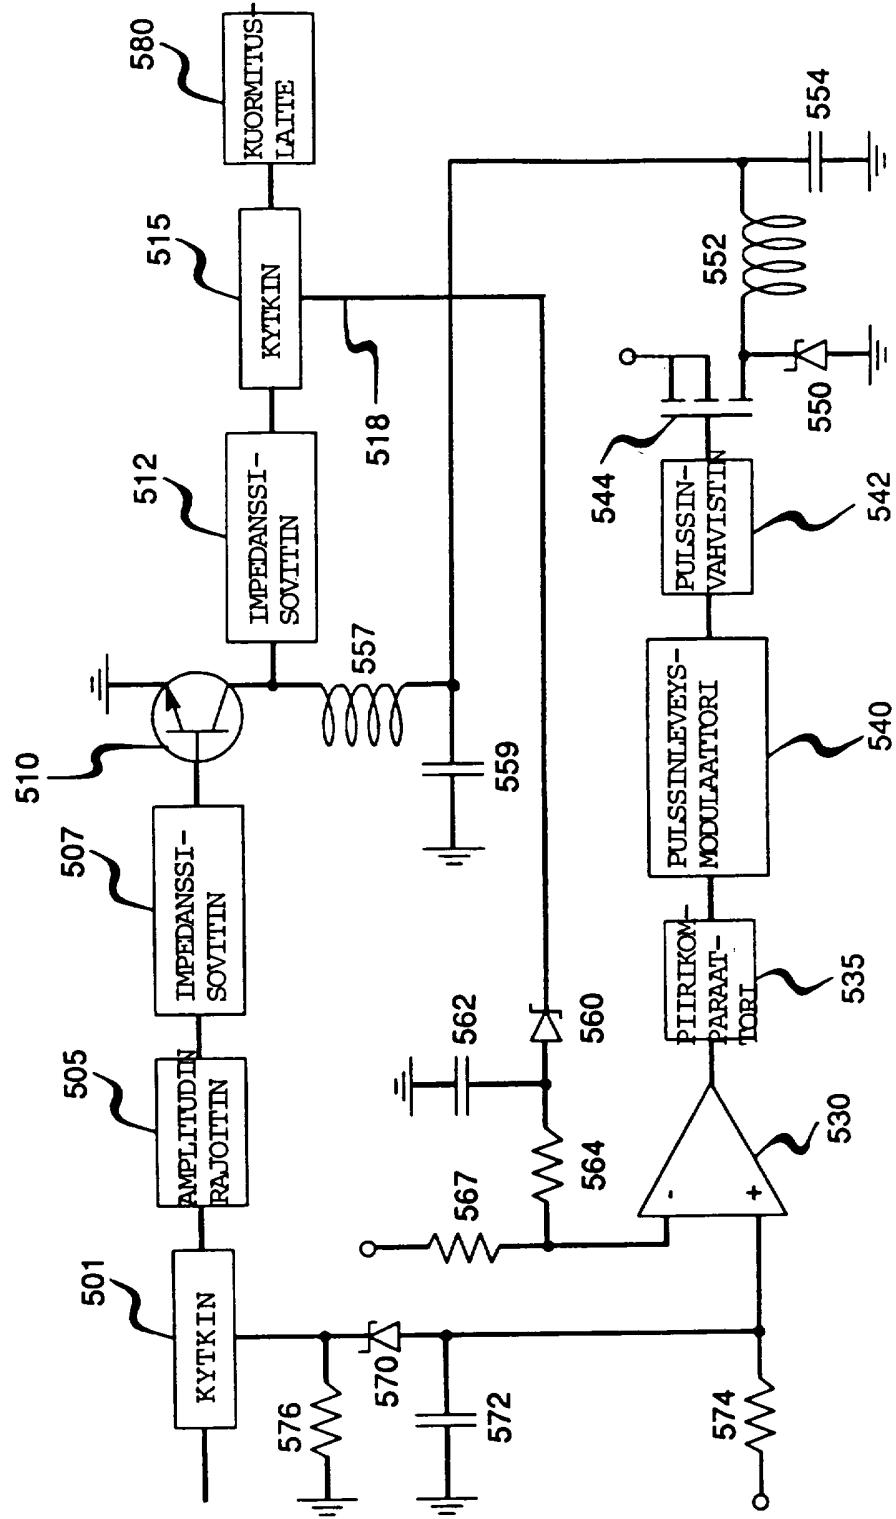 501
KYTKIN
505
AMPLITUDIN
RAJOITIN
507
IMPEDANSSI-
SOVITIN
510
512
IMPEDANSSI-
SOVITIN
515
KYTKIN
580
KUORMITUS-
LAITE
518
557
559
576
570
572
574
567
564
562
560
-
+
530
PIIRIKOM-
PARAAT-
TORI
535
PULSSINLEVEYS-
MODULAATTORI
540
PULSSIN-
VAHVISTIN
542
544
550
552
554